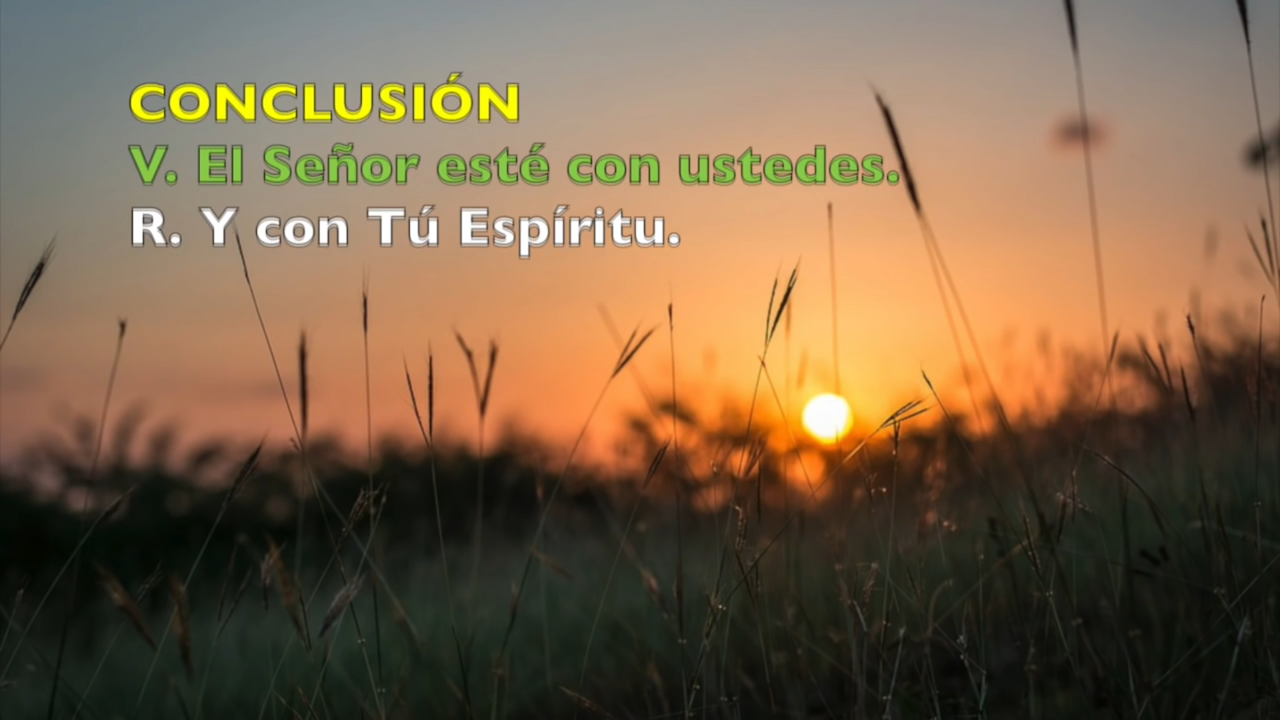 CONCLUSIÓN
V. El Señor esté con ustedes.
R. Y con Tú Espíritu.